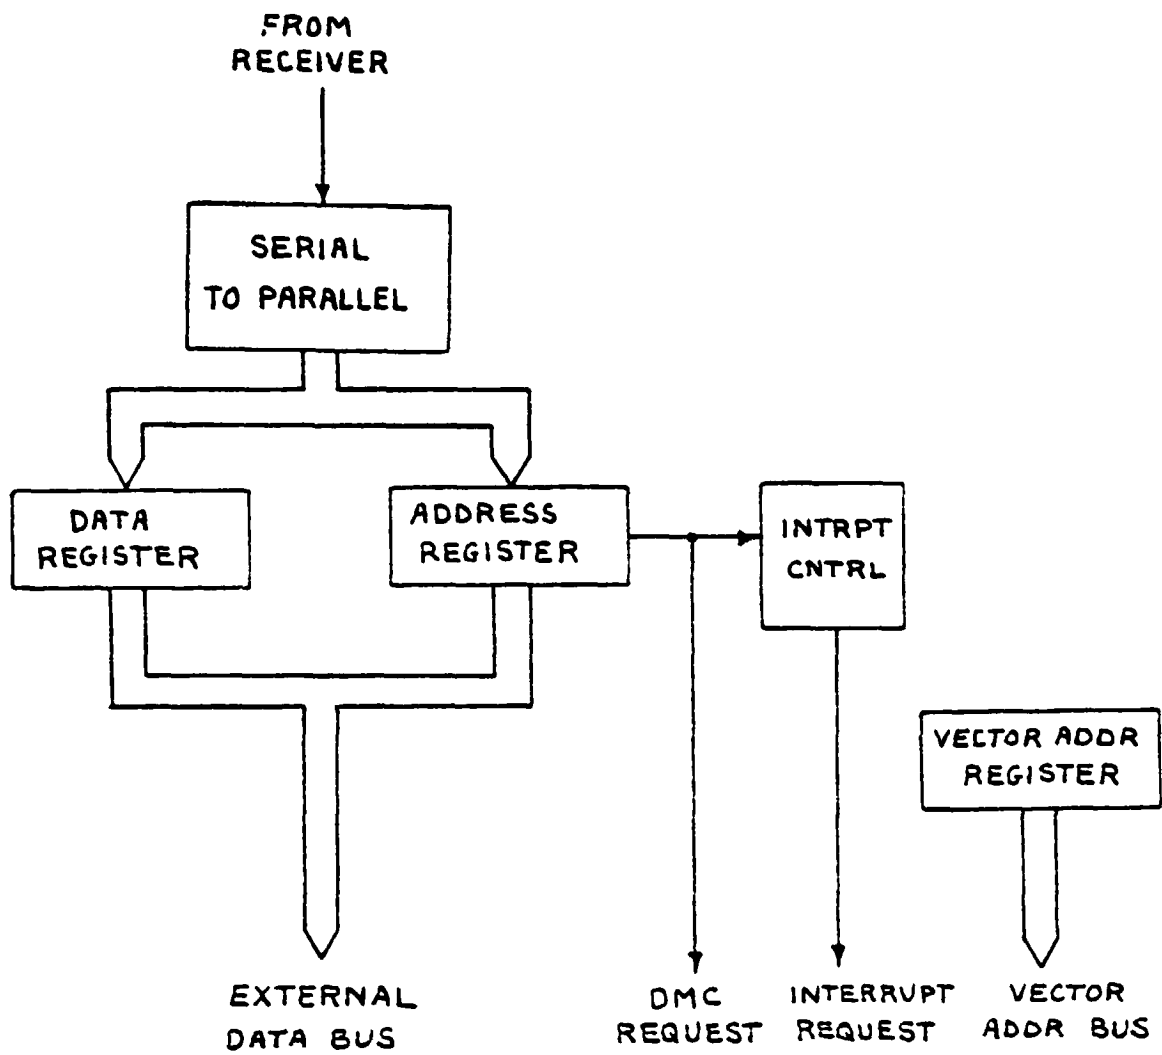 FROM
RECEIVER
SERIAL
TO PARALLEL
DATA
REGISTER
ADDRESS
REGISTER
INTRPT
CNTRL
VECTOR ADDR
REGISTER
EXTERNAL
DATA BUS
DMC
REQUEST
INTERRUPT
REQUEST
VECTOR
ADDR BUS